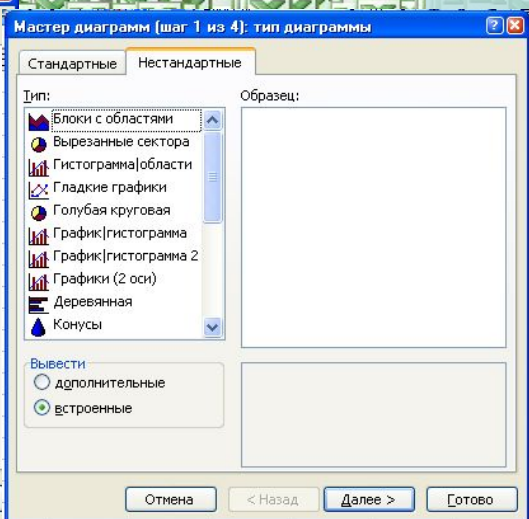 Мастер диаграмм (шаг 1 из 4): тип диаграммы
Стандартные Нестандартные
Тип: Образец:
Блоки с областями
Вырезанные сектора
Гистограмма|области
Гладкие графики
Голубая круговая
График|гистограмма
График|гистограмма 2
Графики (2 оси)
Деревянная
Конусы
Вывести
дополнительные
встроенные
Отмена < Назад Далее > Готово